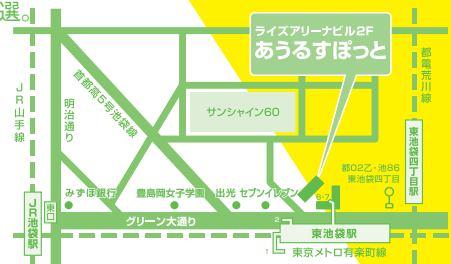 選。
ライズアリーナビル2F
あうるすぽっと
JR山手線
明治通り
首都高5号池袋線
サンシャイン60
都電荒川線
東池袋四丁目駅
都02乙・池86
東池袋四丁目
みずほ銀行
豊島岡女子学園
出光
セブンイレブン
6・7
JR池袋駅
東口
グリーン大通り
2
1
東池袋駅
東京メトロ有楽町線